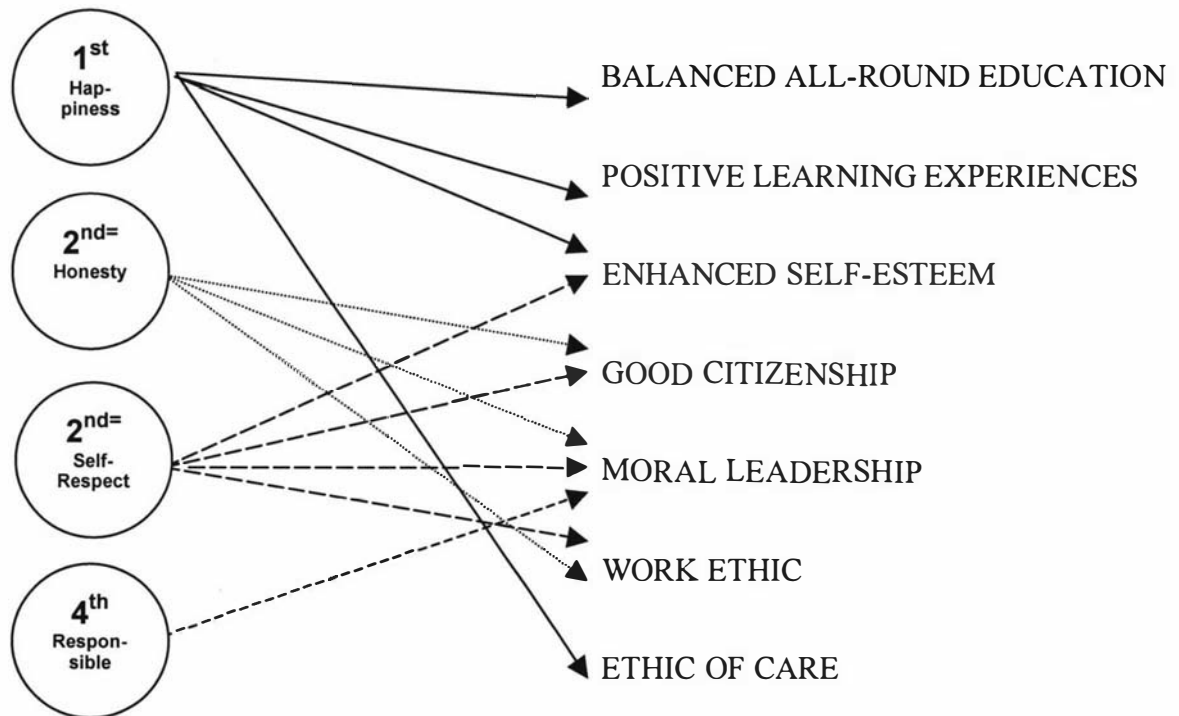 1st
Hap-
piness
2nd=
Honesty
2nd=
Self-
Respect
4th
Respon-
sible
BALANCED ALL-ROUND EDUCATION
POSITIVE LEARNING EXPERIENCES
ENHANCED SELF-ESTEEM
GOOD CITIZENSHIP
MORAL LEADERSHIP
WORK ETHIC
ETHIC OF CARE